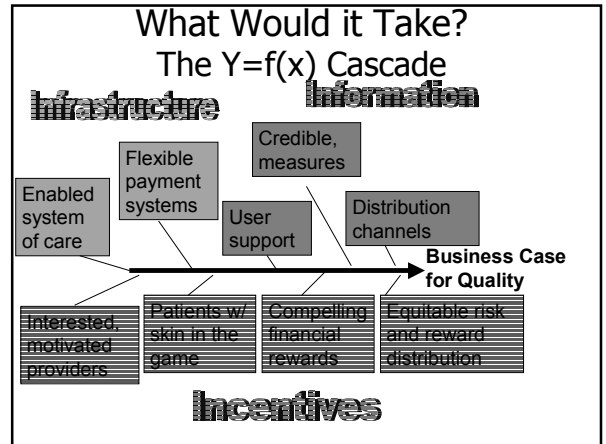 What Would it Take?
The Y=f(x) Cascade
Infrastructure
Information
Credible,
measures
Flexible
payment
systems
Enabled
system
of care
User
support
Distribution
channels
Business Case
for Quality
Interested,
motivated
providers
Patients w/
skin in the
game
Compelling
financial
rewards
Equitable risk
and reward
distribution
Incentives